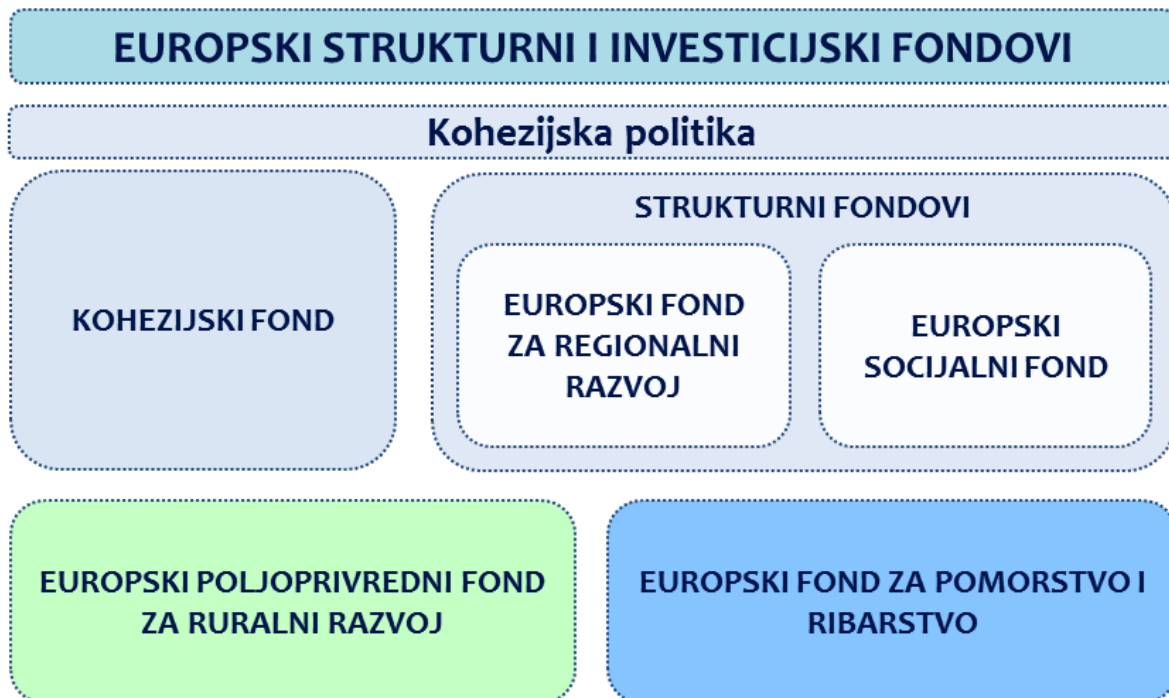 EUROPSKI STRUKTURNI I INVESTICIJSKI FONDOVI
Kohezijska politika
KOHEZIJSKI FOND
STRUKTURNI FONDOVI
EUROPSKI FOND
ZA REGIONALNI
RAZVOJ
EUROPSKI
SOCIJALNI FOND
EUROPSKI POLJOPRIVREDNI FOND
ZA RURALNI RAZVOJ
EUROPSKI FOND ZA POMORSTVO I
RIBARSTVO